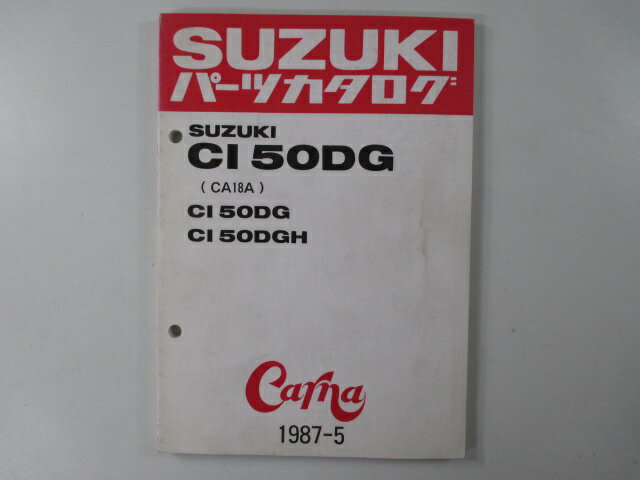 SUZUKI
パーツカタログ
SUZUKI
CI 50DG
( CA18A )
CI 50DG
CI 50DGH
Carna
1987-5